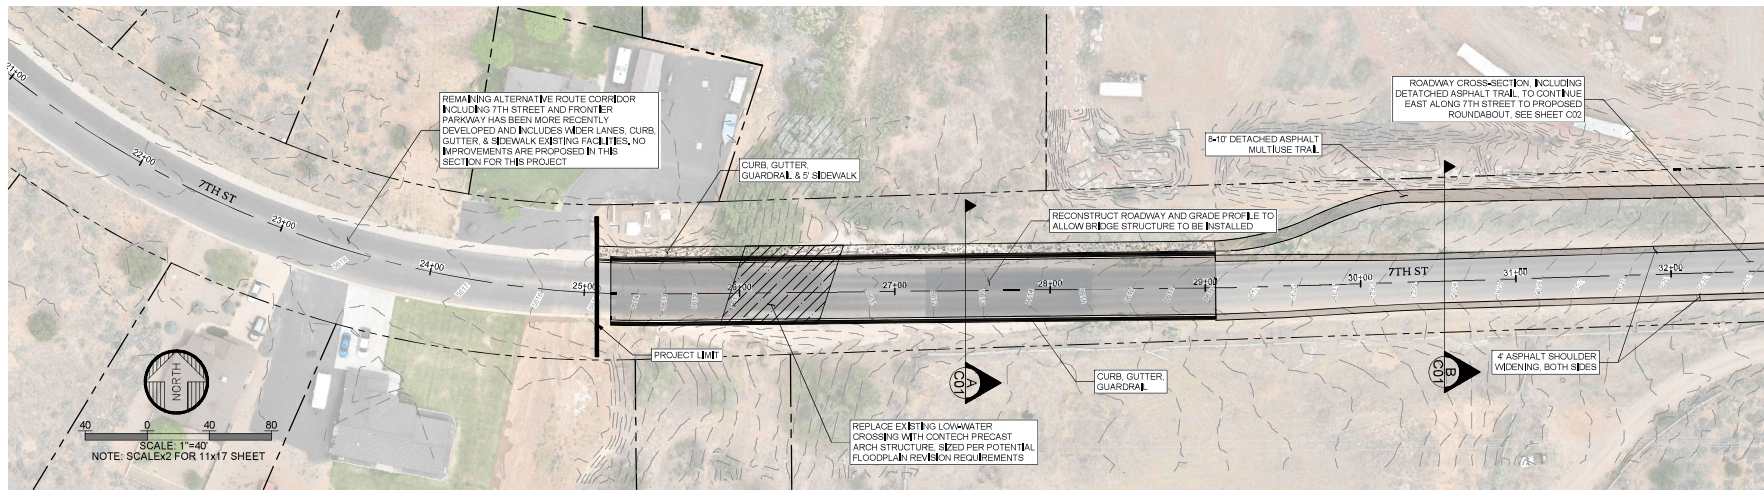 21+00
22+00
7TH ST
23+00
24+00
25+00
26+00
27+00
28+00
29+00
30+00
7TH ST
31+00
32+00
REMAINING ALTERNATIVE ROUTE CORRIDOR
INCLUDING 7TH STREET AND FRONTIER
PARKWAY HAS BEEN MORE RECENTLY
DEVELOPED AND INCLUDES WIDER LANES, CURB,
GUTTER, & SIDEWALK EXISTING FACILITIES. NO
IMPROVEMENTS ARE PROPOSED IN THIS
SECTION FOR THIS PROJECT
CURB, GUTTER,
GUARDRAIL & 5' SIDEWALK
RECONSTRUCT ROADWAY AND GRADE PROFILE TO
ALLOW BRIDGE STRUCTURE TO BE INSTALLED
8-10' DETACHED ASPHALT
MULTIUSE TRAIL
ROADWAY CROSS-SECTION, INCLUDING
DETATCHED ASPHALT TRAIL, TO CONTINUE
EAST ALONG 7TH STREET TO PROPOSED
ROUNDABOUT, SEE SHEET C02
PROJECT LIMIT
REPLACE EXISTING LOW-WATER
CROSSING WITH CONTECH PRECAST
ARCH STRUCTURE, SIZED PER POTENTIAL
FLOODPLAIN REVISION REQUIREMENTS
A
C01
CURB, GUTTER,
GUARDRAIL
B
C01
4' ASPHALT SHOULDER
WIDENING, BOTH SIDES
NORTH
40 0 40 80
SCALE: 1"=40'
NOTE: SCALEx2 FOR 11x17 SHEET